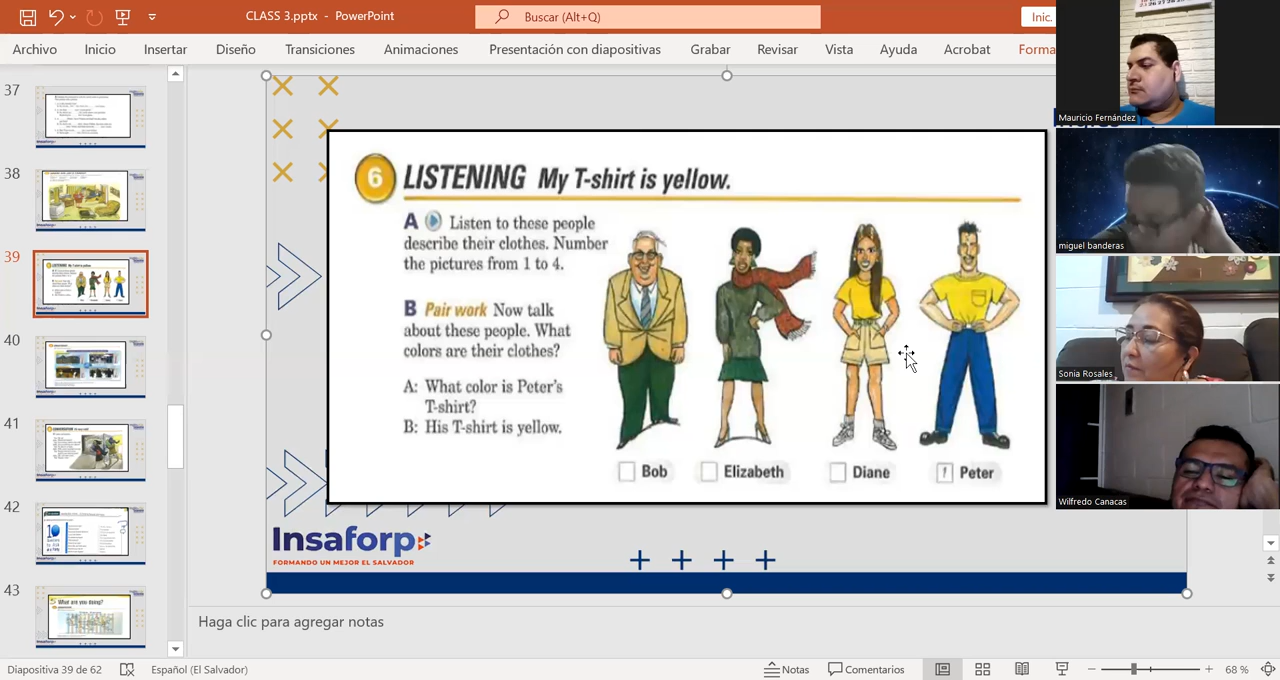 CLASS 3.pptx - PowerPoint
Buscar (Alt+Q)
Inic.
Archivo Inicio Insertar Diseño Transiciones Animaciones Presentación con diapositivas Grabar Revisar Vista Ayuda Acrobat Forma
37
38
39
40
41
42
43
6 LISTENING My T-shirt is yellow.
A Listen to these people
describe their clothes. Number
the pictures from 1 to 4.
B Pair work Now talk
about these people. What
colors are their clothes?
A: What color is Peter's
T-shirt?
B: His T-shirt is yellow.
Bob Elizabeth Diane 1 Peter
Insaforp
FORMANDO UN MEJOR EL SALVADOR
Mauricio Fernández
miguel banderas
Sonia Rosales
Wilfredo Canacas
Haga clic para agregar notas
Diapositiva 39 de 62 Español (El Salvador) Notas Comentarios 68 %